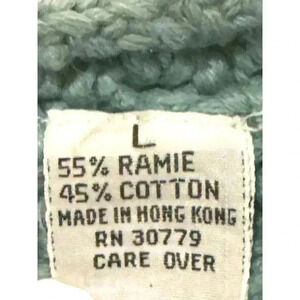 L
55% RAMIE
45% COTTON
MADE IN HONG KONG
RN 30779
CARE OVER